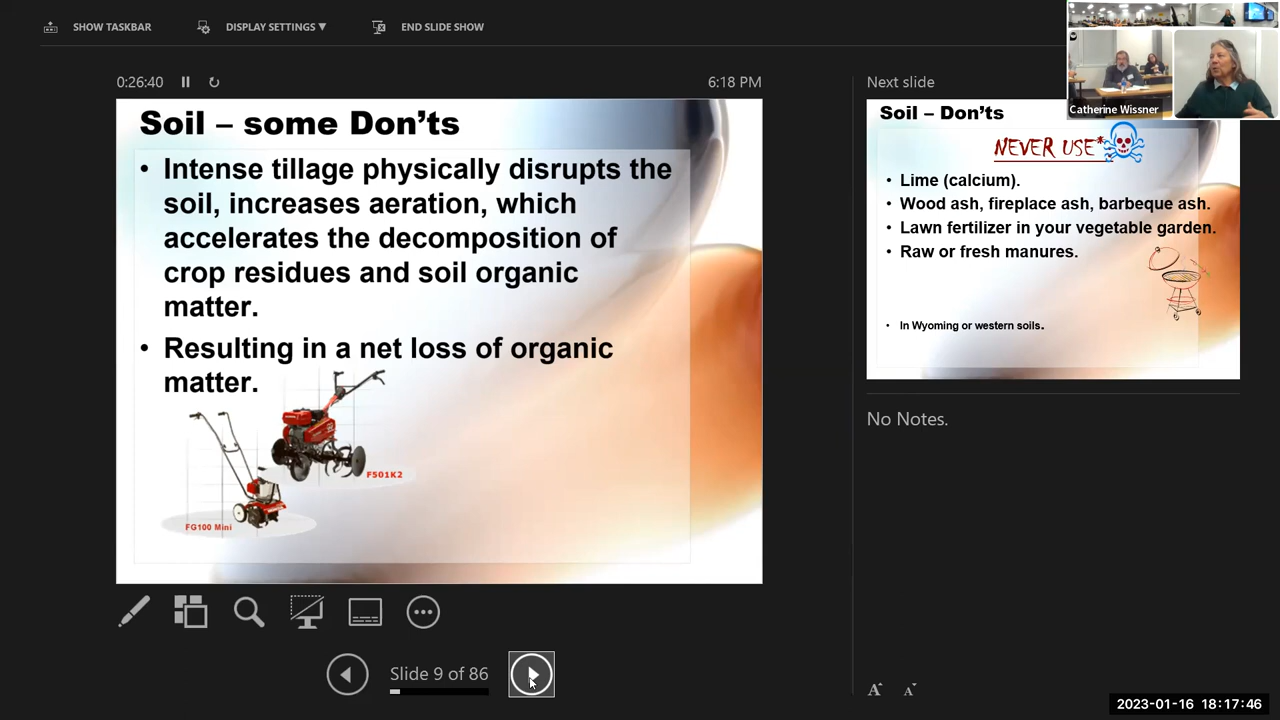 SHOW TASKBAR
DISPLAY SETTINGS ▼
END SLIDE SHOW
0:26:40
6:18 PM
Soil – some Don'ts
• Intense tillage physically disrupts the
soil, increases aeration, which
accelerates the decomposition of
crop residues and soil organic
matter.
• Resulting in a net loss of organic
matter.
F501K2
FG100 Mini
Slide 9 of 86
Next slide
Catherine Wissner
Soil – Don'ts
NEVER USE*
• Lime (calcium).
• Wood ash, fireplace ash, barbeque ash.
• Lawn fertilizer in your vegetable garden.
• Raw or fresh manures.
• In Wyoming or western soils.
No Notes.
A A
2023-01-16 18:17:46